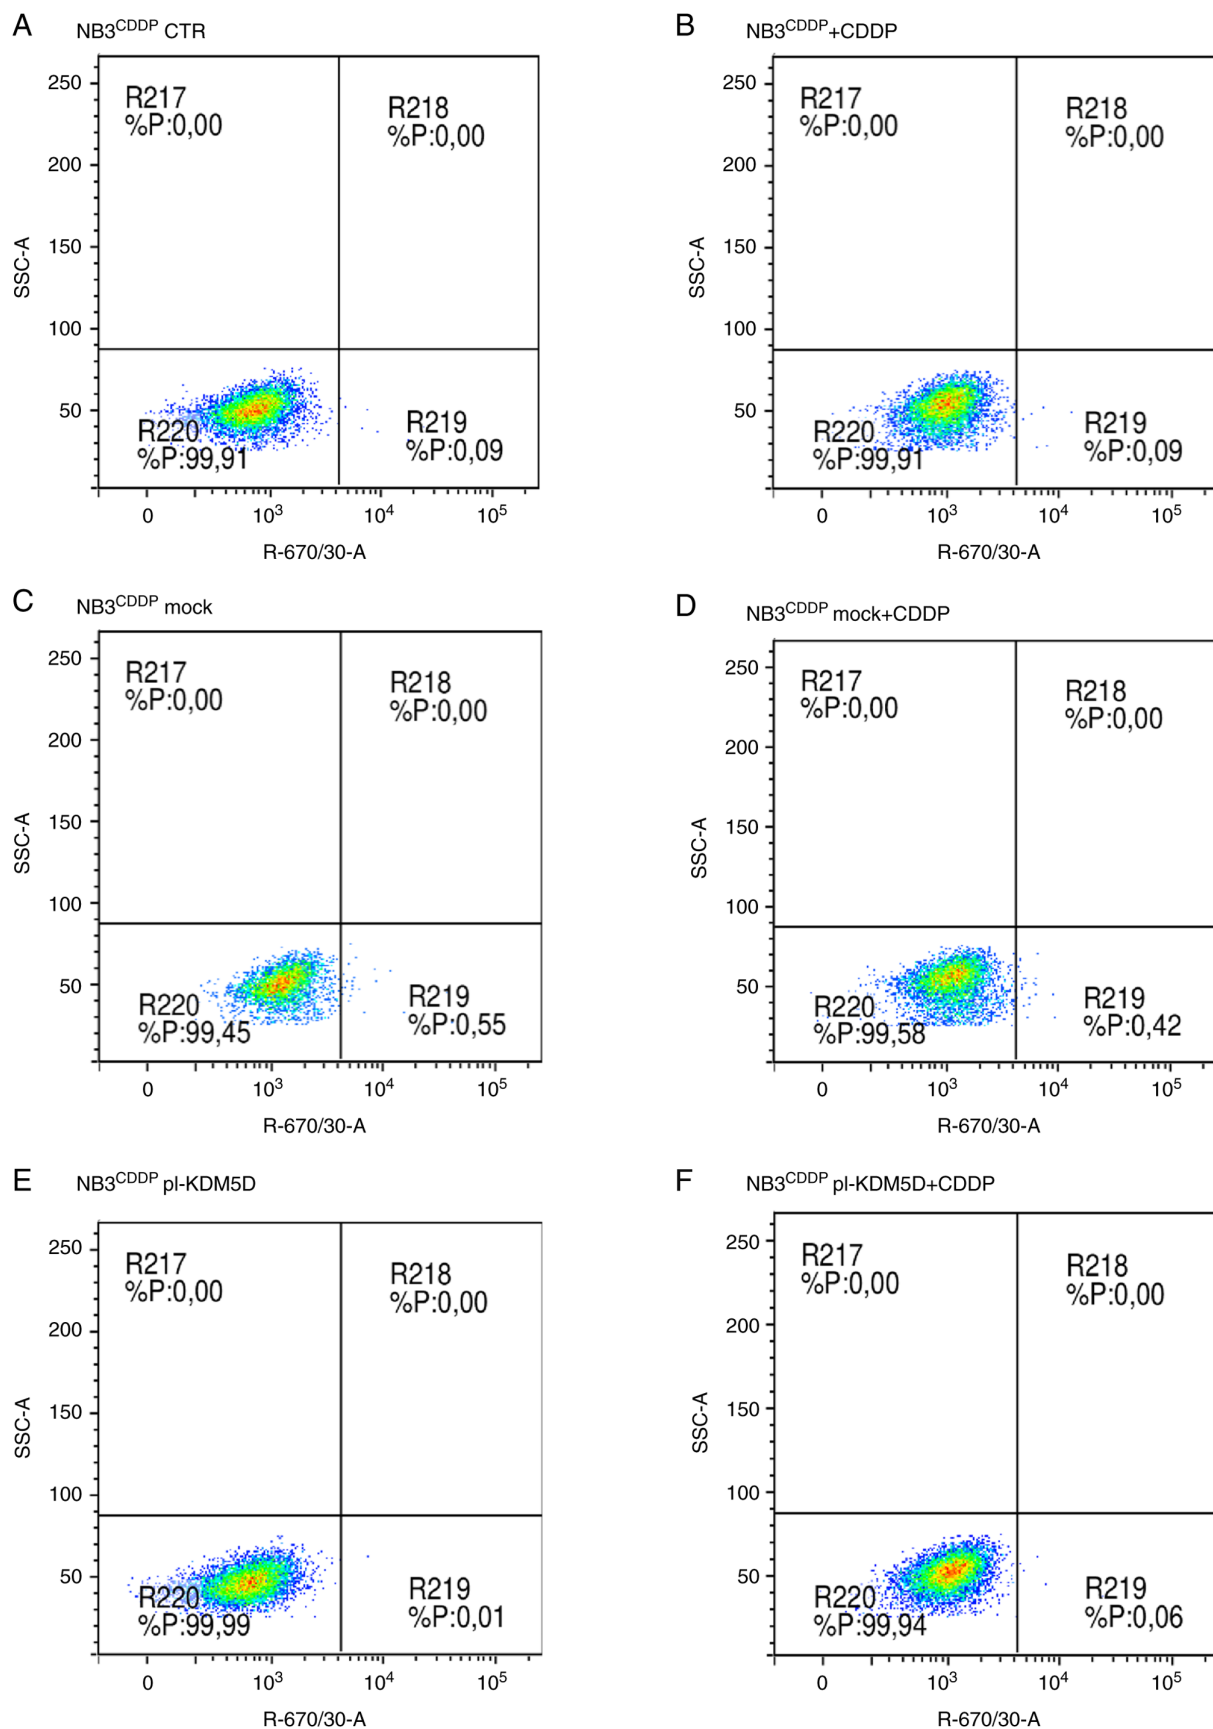 A
NB3CDDP CTR
R217
%P:0,00
R218
%P:0,00
R220
%P:99,91
R219
%P:0,09
250
200
150
100
50
SSC-A
0
10³
10⁴
10⁵
R-670/30-A
B
NB3CDDP+CDDP
R217
%P:0,00
R218
%P:0,00
R220
%P:99,91
R219
%P:0,09
250
200
150
100
50
SSC-A
0
10³
10⁴
10⁵
R-670/30-A
C
NB3CDDP mock
R217
%P:0,00
R218
%P:0,00
R220
%P:99,45
R219
%P:0,55
250
200
150
100
50
SSC-A
0
10³
10⁴
10⁵
R-670/30-A
D
NB3CDDP mock+CDDP
R217
%P:0,00
R218
%P:0,00
R220
%P:99,58
R219
%P:0,42
250
200
150
100
50
SSC-A
0
10³
10⁴
10⁵
R-670/30-A
E
NB3CDDP pl-KDM5D
R217
%P:0,00
R218
%P:0,00
R220
%P:99,99
R219
%P:0,01
250
200
150
100
50
SSC-A
0
10³
10⁴
10⁵
R-670/30-A
F
NB3CDDP pl-KDM5D+CDDP
R217
%P:0,00
R218
%P:0,00
R220
%P:99,94
R219
%P:0,06
250
200
150
100
50
SSC-A
0
10³
10⁴
10⁵
R-670/30-A